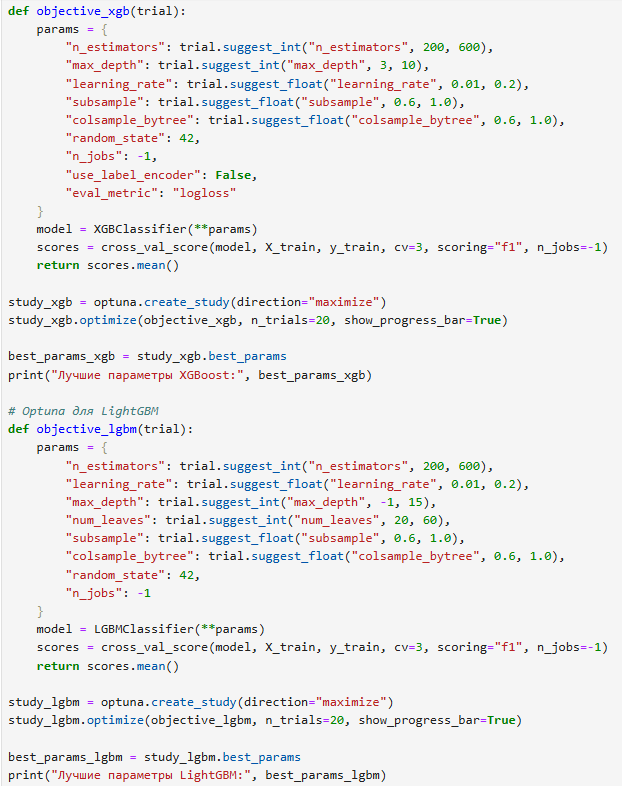 def objective_xgb(trial):
    params = {
        "n_estimators": trial.suggest_int("n_estimators", 200, 600),
        "max_depth": trial.suggest_int("max_depth", 3, 10),
        "learning_rate": trial.suggest_float("learning_rate", 0.01, 0.2),
        "subsample": trial.suggest_float("subsample", 0.6, 1.0),
        "colsample_bytree": trial.suggest_float("colsample_bytree", 0.6, 1.0),
        "random_state": 42,
        "n_jobs": -1,
        "use_label_encoder": False,
        "eval_metric": "logloss"
    }
    model = XGBClassifier(**params)
    scores = cross_val_score(model, X_train, y_train, cv=3, scoring="f1", n_jobs=-1)
    return scores.mean()

study_xgb = optuna.create_study(direction="maximize")
study_xgb.optimize(objective_xgb, n_trials=20, show_progress_bar=True)

best_params_xgb = study_xgb.best_params
print("Лучшие параметры XGBoost:", best_params_xgb)

# Optuna для LightGBM
def objective_lgbm(trial):
    params = {
        "n_estimators": trial.suggest_int("n_estimators", 200, 600),
        "learning_rate": trial.suggest_float("learning_rate", 0.01, 0.2),
        "max_depth": trial.suggest_int("max_depth", -1, 15),
        "num_leaves": trial.suggest_int("num_leaves", 20, 60),
        "subsample": trial.suggest_float("subsample", 0.6, 1.0),
        "colsample_bytree": trial.suggest_float("colsample_bytree", 0.6, 1.0),
        "random_state": 42,
        "n_jobs": -1
    }
    model = LGBMClassifier(**params)
    scores = cross_val_score(model, X_train, y_train, cv=3, scoring="f1", n_jobs=-1)
    return scores.mean()

study_lgbm = optuna.create_study(direction="maximize")
study_lgbm.optimize(objective_lgbm, n_trials=20, show_progress_bar=True)

best_params_lgbm = study_lgbm.best_params
print("Лучшие параметры LightGBM:", best_params_lgbm)